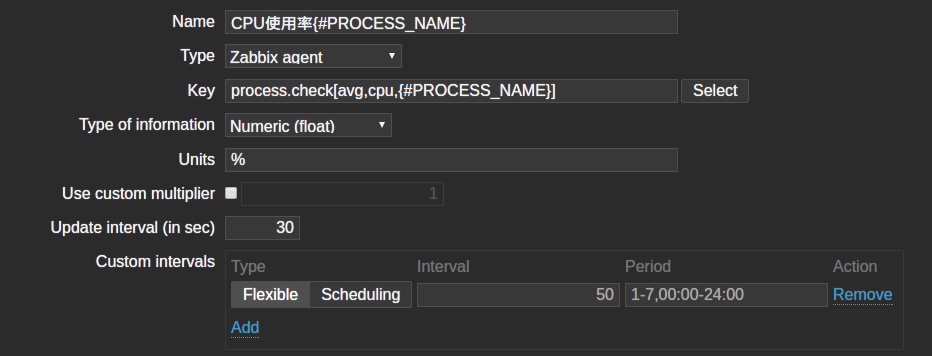 Name CPU使用率{#PROCESS_NAME}
Type Zabbix agent
Key process.check[avg,cpu,{#PROCESS_NAME}] Select
Type of information Numeric (float)
Units %
Use custom multiplier 1
Update interval (in sec) 30
Custom intervals
Type Interval Period Action
Flexible Scheduling 50 1-7,00:00-24:00 Remove
Add